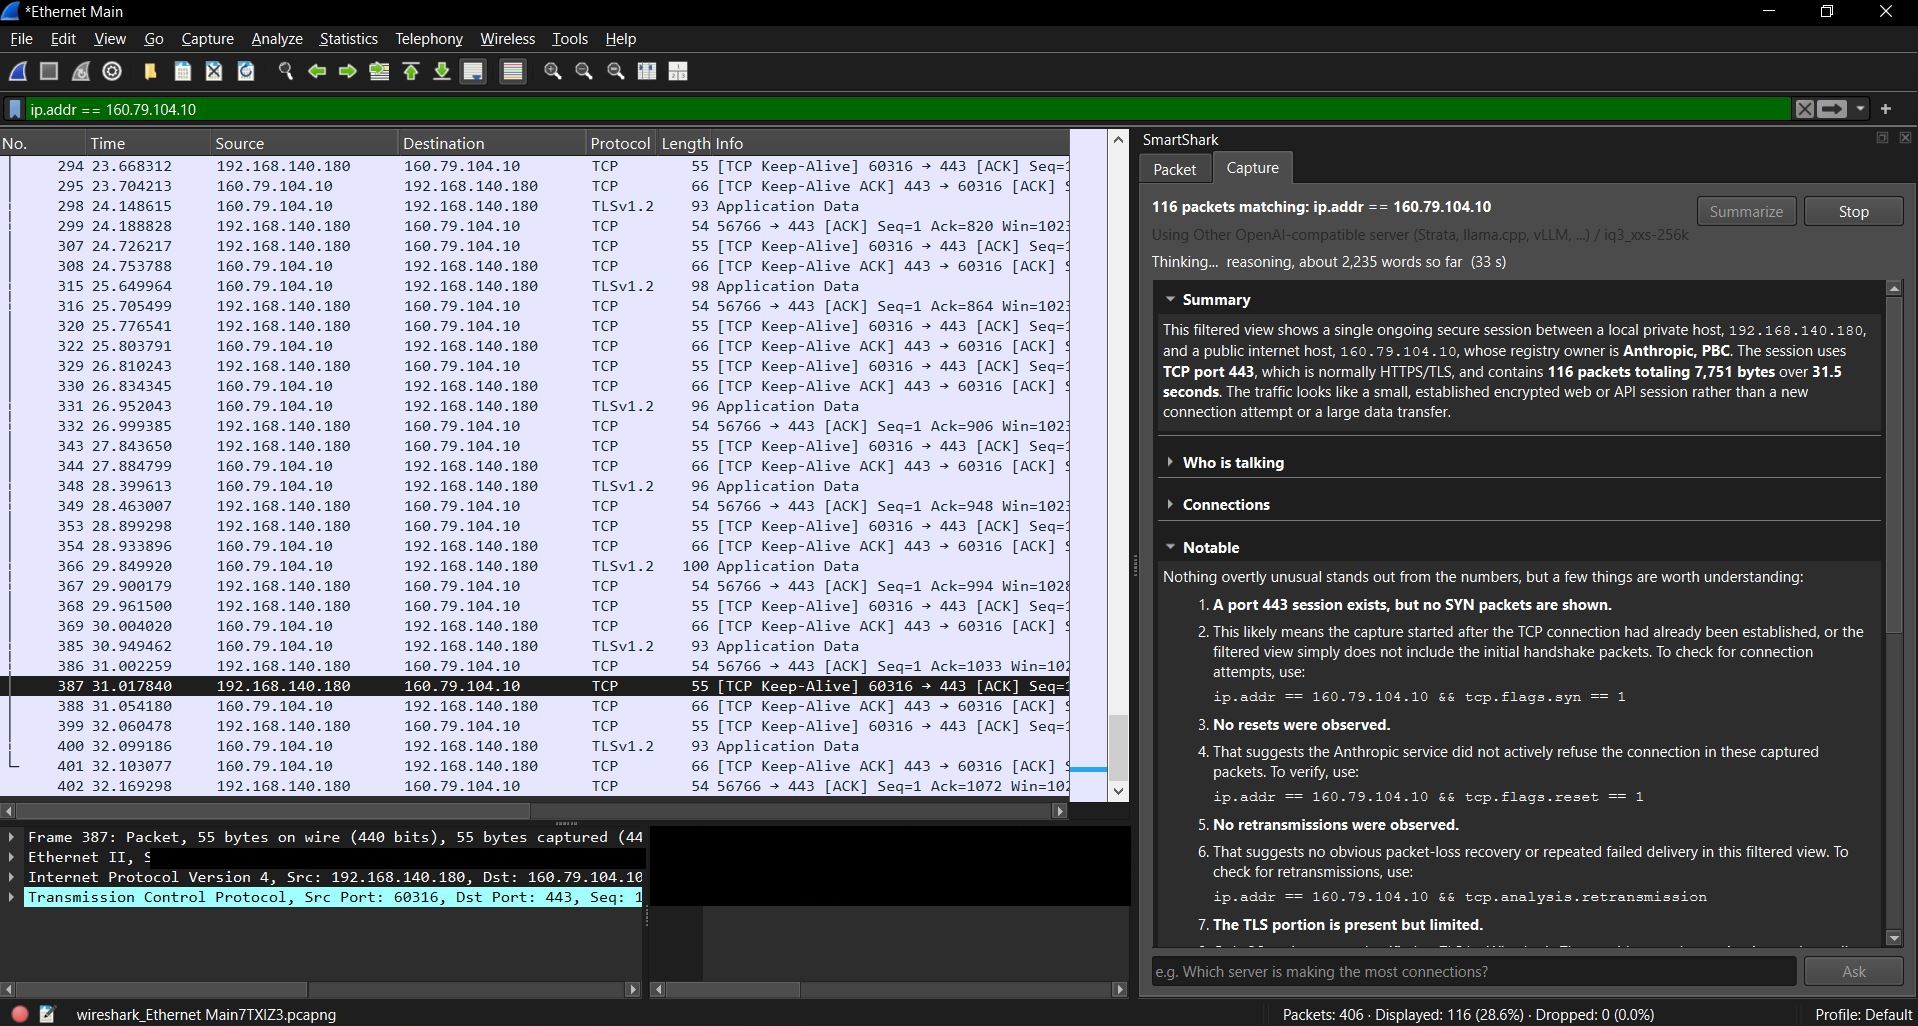 *Ethernet Main
File Edit View Go Capture Analyze Statistics Telephony Wireless Tools Help
ip.addr == 160.79.104.10
No. Time Source Destination Protocol Length Info
294 23.668312 192.168.140.180 160.79.104.10 TCP 55 [TCP Keep-Alive] 60316 → 443 [ACK] Seq=1
295 23.704213 160.79.104.10 192.168.140.180 TCP 66 [TCP Keep-Alive ACK] 443 → 60316 [ACK] S
298 24.148615 160.79.104.10 192.168.140.180 TLSv1.2 93 Application Data
299 24.188828 192.168.140.180 160.79.104.10 TCP 54 56766 → 443 [ACK] Seq=1 Ack=820 Win=1023
307 24.726217 192.168.140.180 160.79.104.10 TCP 55 [TCP Keep-Alive] 60316 → 443 [ACK] Seq=1
308 24.753788 160.79.104.10 192.168.140.180 TCP 66 [TCP Keep-Alive ACK] 443 → 60316 [ACK] S
315 25.649964 160.79.104.10 192.168.140.180 TLSv1.2 98 Application Data
316 25.705499 192.168.140.180 160.79.104.10 TCP 54 56766 → 443 [ACK] Seq=1 Ack=864 Win=1023
320 25.776541 192.168.140.180 160.79.104.10 TCP 55 [TCP Keep-Alive] 60316 → 443 [ACK] Seq=1
322 25.803791 160.79.104.10 192.168.140.180 TCP 66 [TCP Keep-Alive ACK] 443 → 60316 [ACK] S
329 26.810243 192.168.140.180 160.79.104.10 TCP 55 [TCP Keep-Alive] 60316 → 443 [ACK] Seq=1
330 26.834345 160.79.104.10 192.168.140.180 TCP 66 [TCP Keep-Alive ACK] 443 → 60316 [ACK] S
331 26.952043 160.79.104.10 192.168.140.180 TLSv1.2 96 Application Data
332 26.999385 192.168.140.180 160.79.104.10 TCP 54 56766 → 443 [ACK] Seq=1 Ack=906 Win=1023
343 27.843650 192.168.140.180 160.79.104.10 TCP 55 [TCP Keep-Alive] 60316 → 443 [ACK] Seq=1
344 27.884799 160.79.104.10 192.168.140.180 TCP 66 [TCP Keep-Alive ACK] 443 → 60316 [ACK] S
348 28.399613 160.79.104.10 192.168.140.180 TLSv1.2 96 Application Data
349 28.463007 192.168.140.180 160.79.104.10 TCP 54 56766 → 443 [ACK] Seq=1 Ack=948 Win=1023
353 28.899298 192.168.140.180 160.79.104.10 TCP 55 [TCP Keep-Alive] 60316 → 443 [ACK] Seq=1
354 28.933896 160.79.104.10 192.168.140.180 TCP 66 [TCP Keep-Alive ACK] 443 → 60316 [ACK] S
366 29.849920 160.79.104.10 192.168.140.180 TLSv1.2 100 Application Data
367 29.900179 192.168.140.180 160.79.104.10 TCP 54 56766 → 443 [ACK] Seq=1 Ack=994 Win=1028
368 29.961500 192.168.140.180 160.79.104.10 TCP 55 [TCP Keep-Alive] 60316 → 443 [ACK] Seq=1
369 30.004020 160.79.104.10 192.168.140.180 TCP 66 [TCP Keep-Alive ACK] 443 → 60316 [ACK] S
385 30.949462 160.79.104.10 192.168.140.180 TLSv1.2 93 Application Data
386 31.002259 192.168.140.180 160.79.104.10 TCP 54 56766 → 443 [ACK] Seq=1 Ack=1033 Win=102
387 31.017840 192.168.140.180 160.79.104.10 TCP 55 [TCP Keep-Alive] 60316 → 443 [ACK] Seq=1
388 31.054180 160.79.104.10 192.168.140.180 TCP 66 [TCP Keep-Alive ACK] 443 → 60316 [ACK] S
399 32.060478 192.168.140.180 160.79.104.10 TCP 55 [TCP Keep-Alive] 60316 → 443 [ACK] Seq=1
400 32.099186 160.79.104.10 192.168.140.180 TLSv1.2 93 Application Data
401 32.103077 160.79.104.10 192.168.140.180 TCP 66 [TCP Keep-Alive ACK] 443 → 60316 [ACK] S
402 32.169298 192.168.140.180 160.79.104.10 TCP 54 56766 → 443 [ACK] Seq=1 Ack=1072 Win=102
Frame 387: Packet, 55 bytes on wire (440 bits), 55 bytes captured (44
Ethernet II, S
Internet Protocol Version 4, Src: 192.168.140.180, Dst: 160.79.104.10
Transmission Control Protocol, Src Port: 60316, Dst Port: 443, Seq: 1
SmartShark
Packet Capture
116 packets matching: ip.addr == 160.79.104.10
Summarize Stop
Using Other OpenAI-compatible server (Strata, llama.cpp, vLLM, ...) / iq3_xxs-256k
Thinking... reasoning, about 2,235 words so far (33 s)
Summary
This filtered view shows a single ongoing secure session between a local private host, 192.168.140.180,
and a public internet host, 160.79.104.10, whose registry owner is Anthropic, PBC. The session uses
TCP port 443, which is normally HTTPS/TLS, and contains 116 packets totaling 7,751 bytes over 31.5
seconds. The traffic looks like a small, established encrypted web or API session rather than a new
connection attempt or a large data transfer.
Who is talking
Connections
Notable
Nothing overtly unusual stands out from the numbers, but a few things are worth understanding:
1. A port 443 session exists, but no SYN packets are shown.
2. This likely means the capture started after the TCP connection had already been established, or the
filtered view simply does not include the initial handshake packets. To check for connection
attempts, use:
ip.addr == 160.79.104.10 && tcp.flags.syn == 1
3. No resets were observed.
4. That suggests the Anthropic service did not actively refuse the connection in these captured
packets. To verify, use:
ip.addr == 160.79.104.10 && tcp.flags.reset == 1
5. No retransmissions were observed.
6. That suggests no obvious packet-loss recovery or repeated failed delivery in this filtered view. To
check for retransmissions, use:
ip.addr == 160.79.104.10 && tcp.analysis.retransmission
7. The TLS portion is present but limited.
e.g. Which server is making the most connections?
Ask
wireshark_Ethernet Main7TXIZ3.pcapng
Packets: 406 · Displayed: 116 (28.6%) · Dropped: 0 (0.0%)
Profile: Default